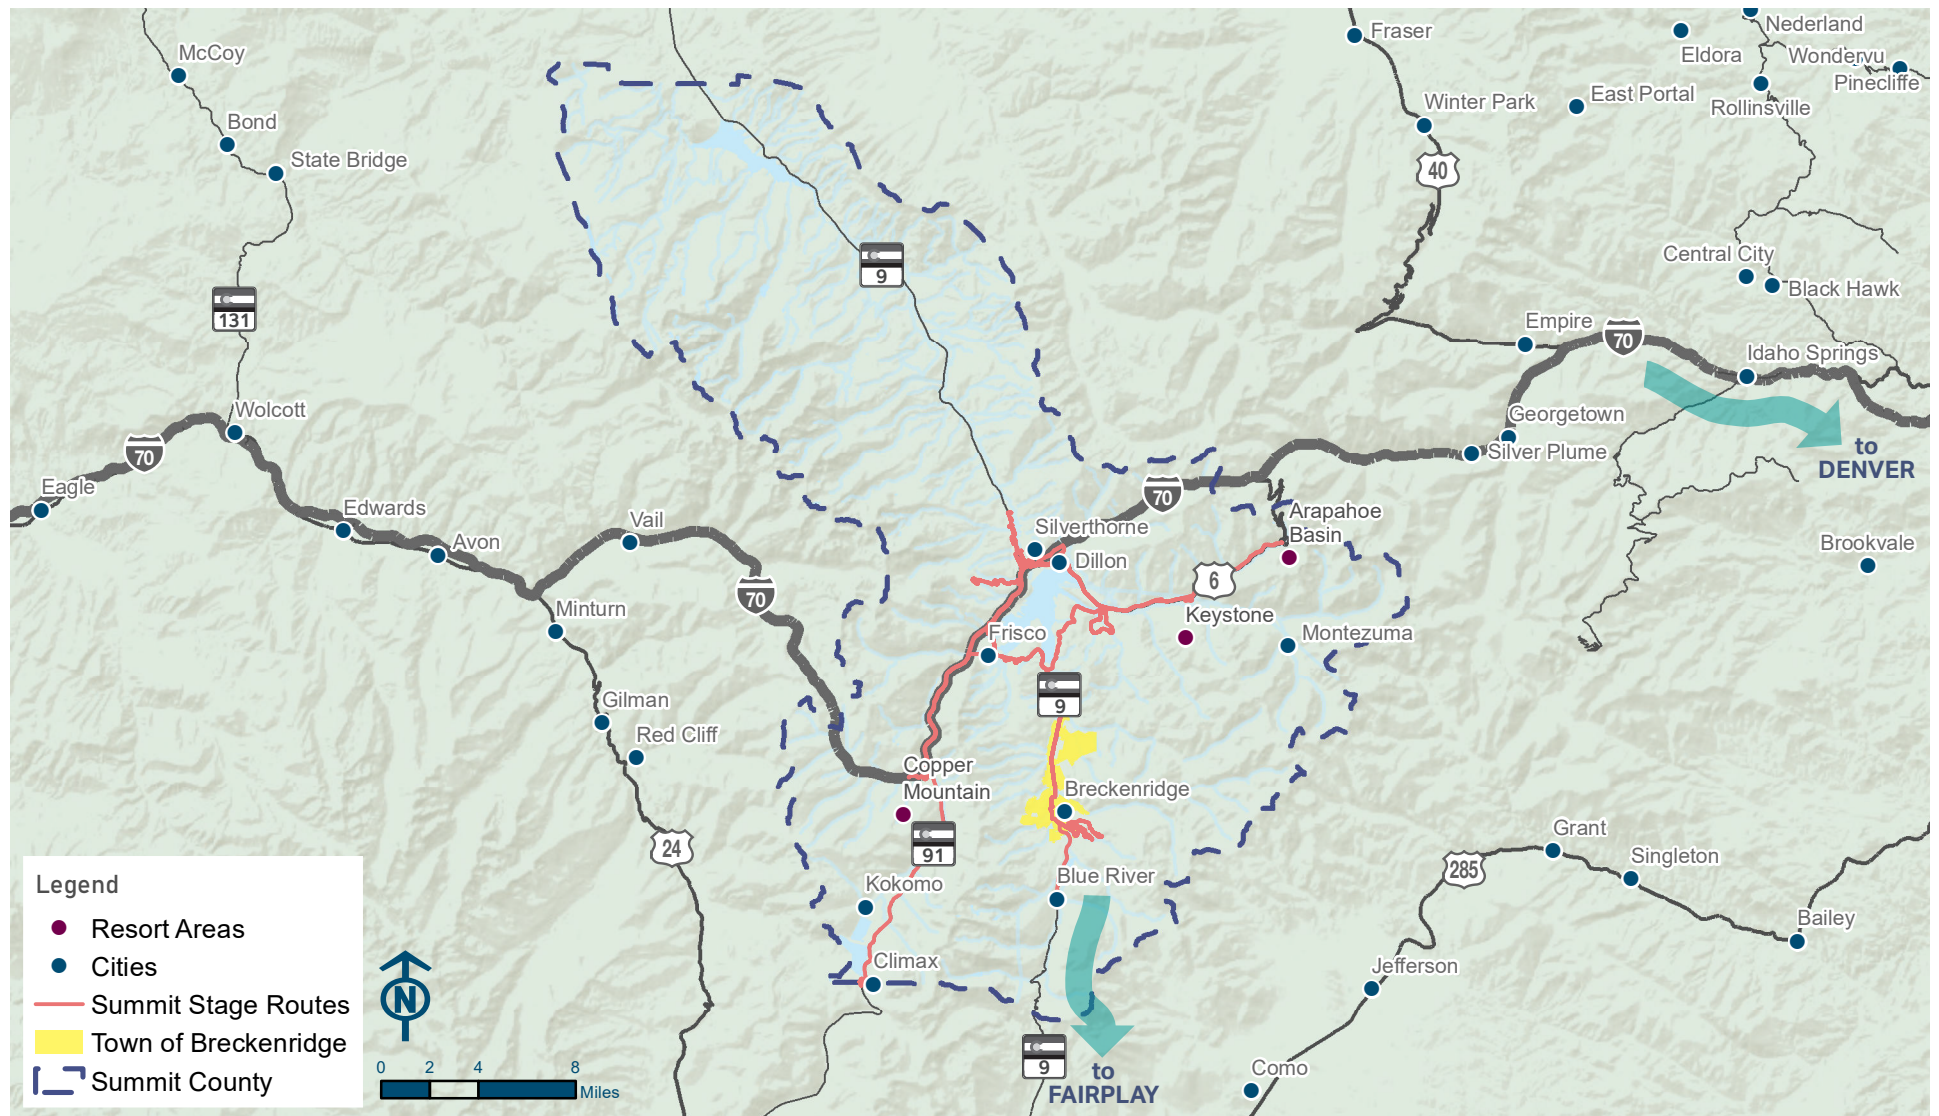 McCoy
Fraser
Nederland
Eldora
Wondervu
Pinecliffe
East Portal
Winter Park
Rollinsville
Bond
State Bridge
40
9
Central City
Black Hawk
131
Empire
70
Idaho Springs
Wolcott
Georgetown
70
Silver Plume
to
DENVER
Eagle
Edwards
Vail
70
Arapahoe
Basin
Silverthorne
Avon
Dillon
Brookvale
6
70
Minturn
Keystone
Frisco
Montezuma
Gilman
9
Red Cliff
Copper
Mountain
Breckenridge
24
91
285
Grant
Singleton
Kokomo
Blue River
Bailey
Climax
Jefferson
9
to
FAIRPLAY
Como
Legend
Resort Areas
Cities
Summit Stage Routes
Town of Breckenridge
Summit County
N
0 2 4 8
Miles